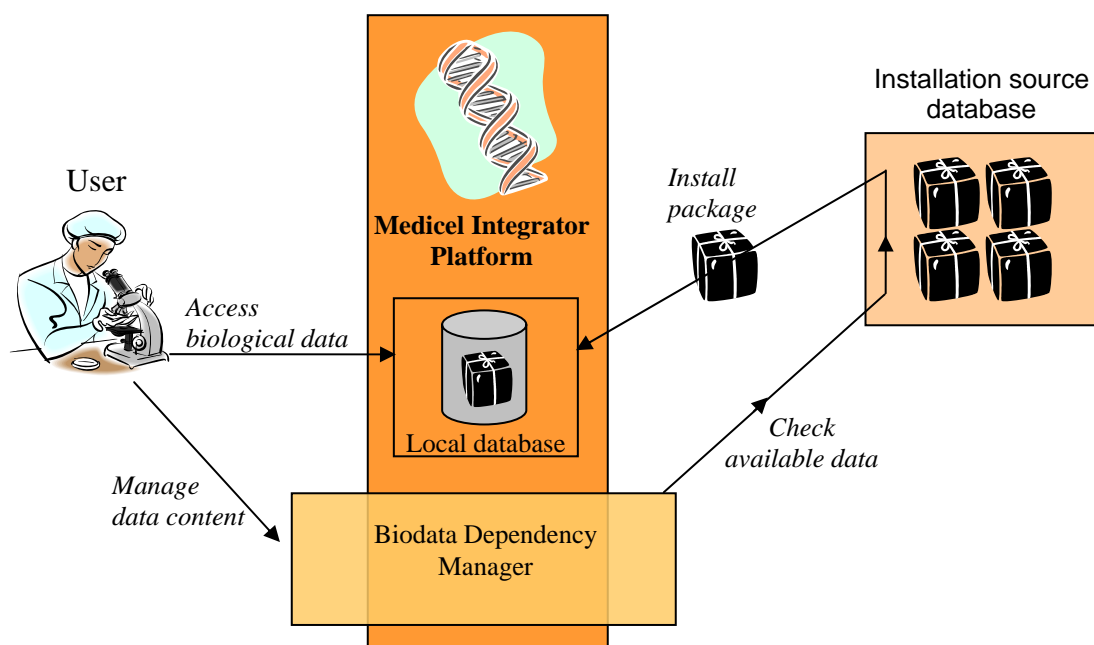 User
Access
biological data
Manage
data content
Medicel Integrator
Platform
Local database
Biodata Dependency
Manager
Install
package
Check
available data
Installation source
database